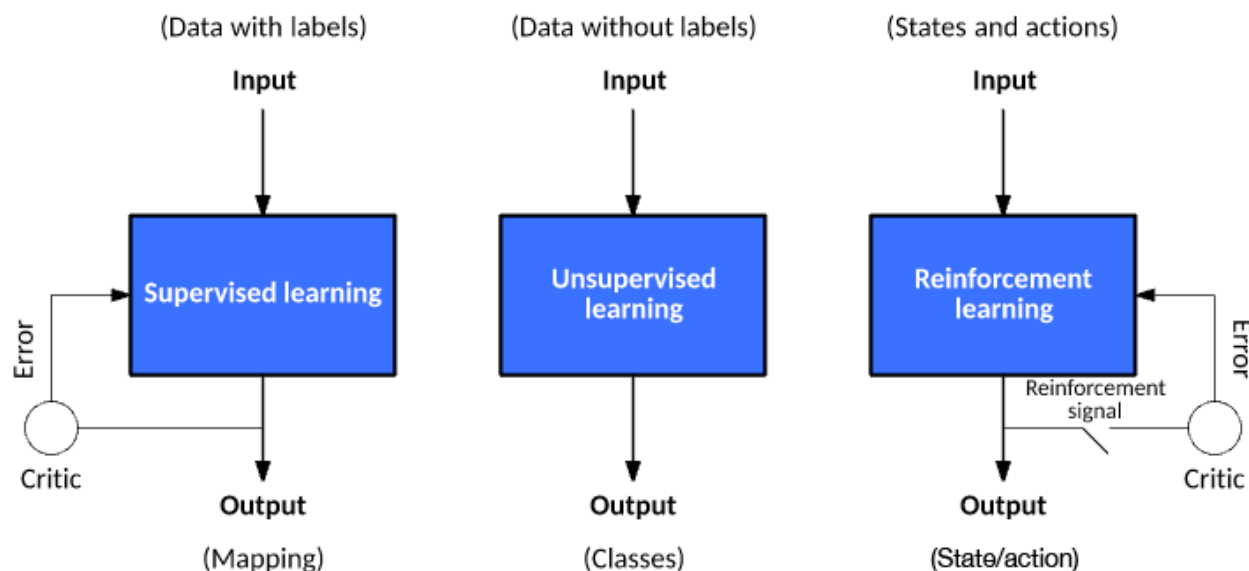 (Data with labels)
Input
Supervised learning
Error
Critic
Output
(Mapping)
(Data without labels)
Input
Unsupervised
learning
Output
(Classes)
(States and actions)
Input
Reinforcement
learning
Error
Reinforcement
signal
Critic
Output
(State/action)